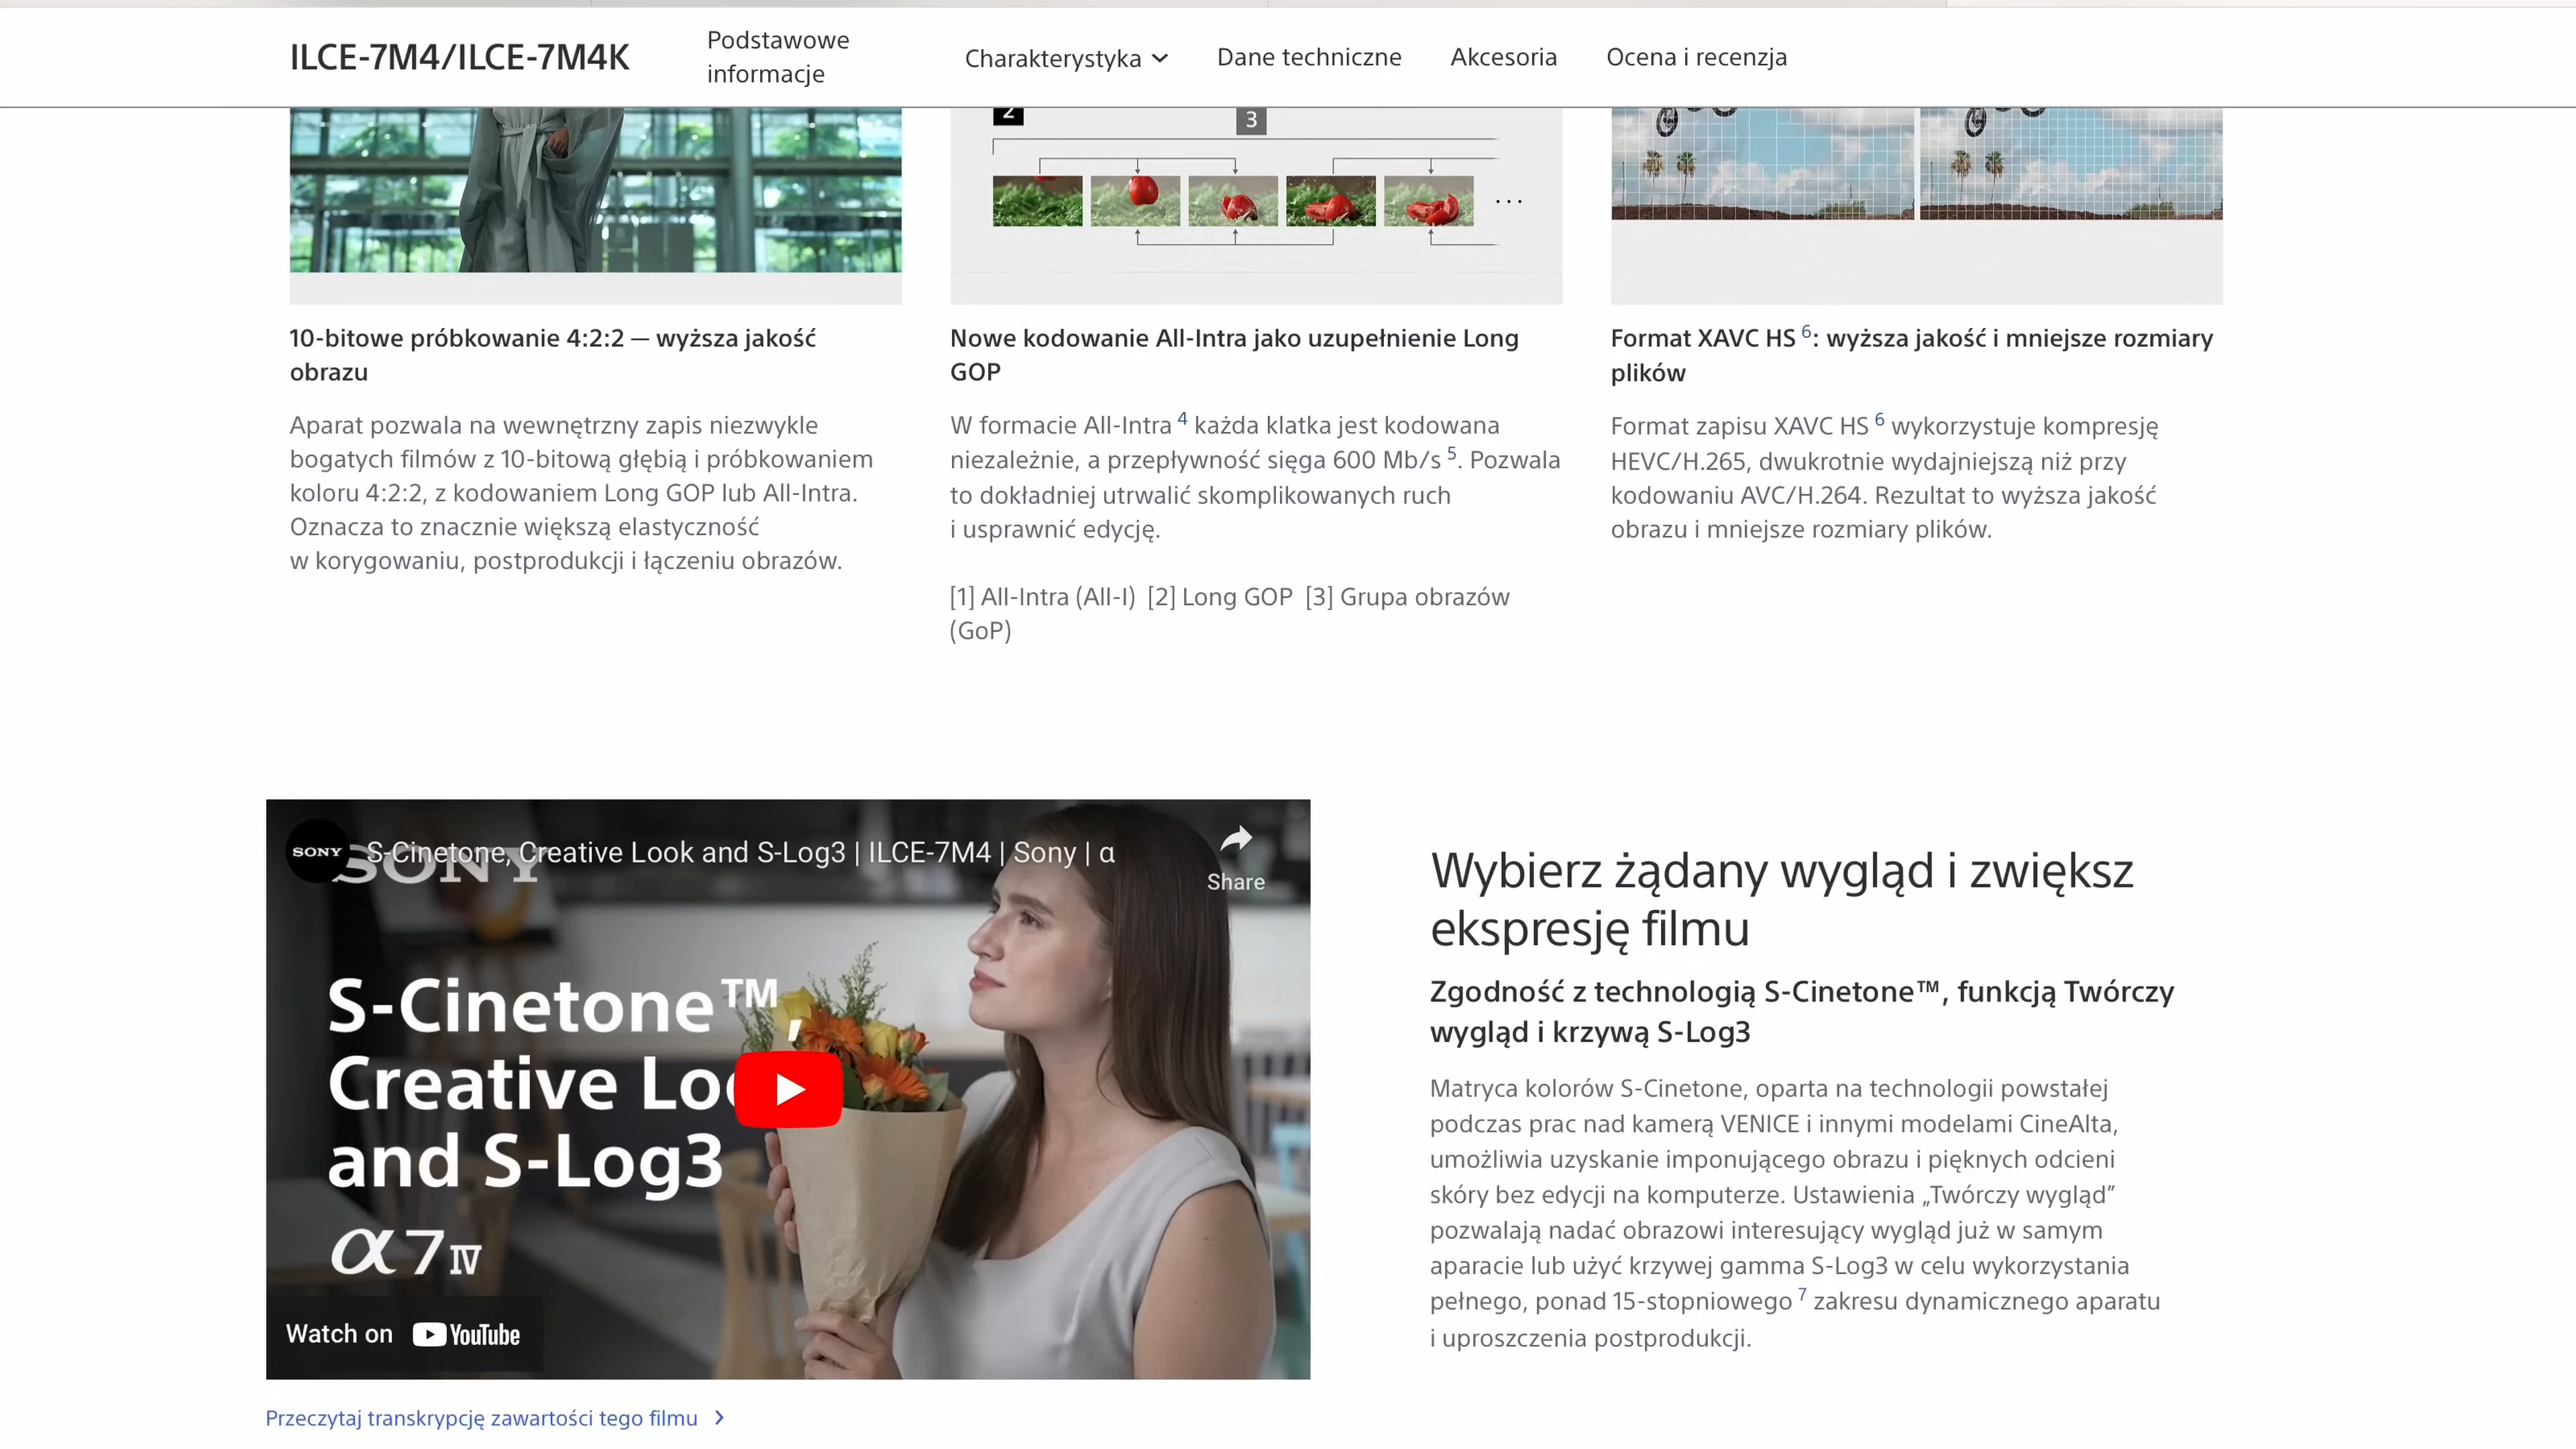 ILCE-7M4/ILCE-7M4K
Podstawowe
informacje
Charakterystyka
Dane techniczne
Akcesoria
Ocena i recenzja
2
3
...
10-bitowe próbkowanie 4:2:2 — wyższa jakość
obrazu
Aparat pozwala na wewnętrzny zapis niezwykle
bogatych filmów z 10-bitową głębią i próbkowaniem
koloru 4:2:2, z kodowaniem Long GOP lub All-Intra.
Oznacza to znacznie większą elastyczność
w korygowaniu, postprodukcji i łączeniu obrazów.
Nowe kodowanie All-Intra jako uzupełnienie Long
GOP
W formacie All-Intra 4 każda klatka jest kodowana
niezależnie, a przepływność sięga 600 Mb/s 5. Pozwala
to dokładniej utrwalić skomplikowanych ruch
i usprawnić edycję.
[1] All-Intra (All-I) [2] Long GOP [3] Grupa obrazów
(GoP)
Format XAVC HS 6: wyższa jakość i mniejsze rozmiary
plików
Format zapisu XAVC HS 6 wykorzystuje kompresję
HEVC/H.265, dwukrotnie wydajniejszą niż przy
kodowaniu AVC/H.264. Rezultat to wyższa jakość
obrazu i mniejsze rozmiary plików.
SONY
SONY
S-Cinetone, Creative Look and S-Log3 | ILCE-7M4 | Sony | α
Share
S-Cinetone™,
Creative Loo
and S-Log3
α7IV
Watch on YouTube
Przeczytaj transkrypcję zawartości tego filmu
Wybierz żądany wygląd i zwiększ
ekspresję filmu
Zgodność z technologią S-Cinetone™, funkcją Twórczy
wygląd i krzywą S-Log3
Matryca kolorów S-Cinetone, oparta na technologii powstałej
podczas prac nad kamerą VENICE i innymi modelami CineAlta,
umożliwia uzyskanie imponującego obrazu i pięknych odcieni
skóry bez edycji na komputerze. Ustawienia „Twórczy wygląd”
pozwalają nadać obrazowi interesujący wygląd już w samym
aparacie lub użyć krzywej gamma S-Log3 w celu wykorzystania
pełnego, ponad 15-stopniowego 7 zakresu dynamicznego aparatu
i uproszczenia postprodukcji.